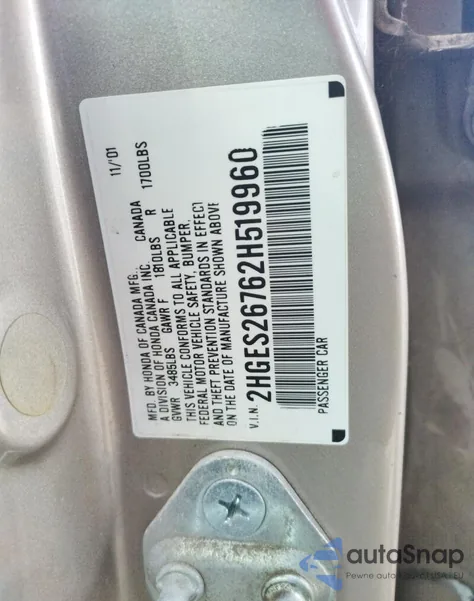 MFD. BY HONDA OF CANADA MFG., CANADA 11/'01
A DIVISION OF HONDA CANADA INC.
GVWR 3485LBS GAWR F 1810LBS R 1700LBS
THIS VEHICLE CONFORMS TO ALL APPLICABLE
FEDERAL MOTOR VEHICLE SAFETY, BUMPER,
AND THEFT PREVENTION STANDARDS IN EFFECT
ON THE DATE OF MANUFACTURE SHOWN ABOVE
V.I.N. 2HGES26762H519960
PASSENGER CAR
autoSnap